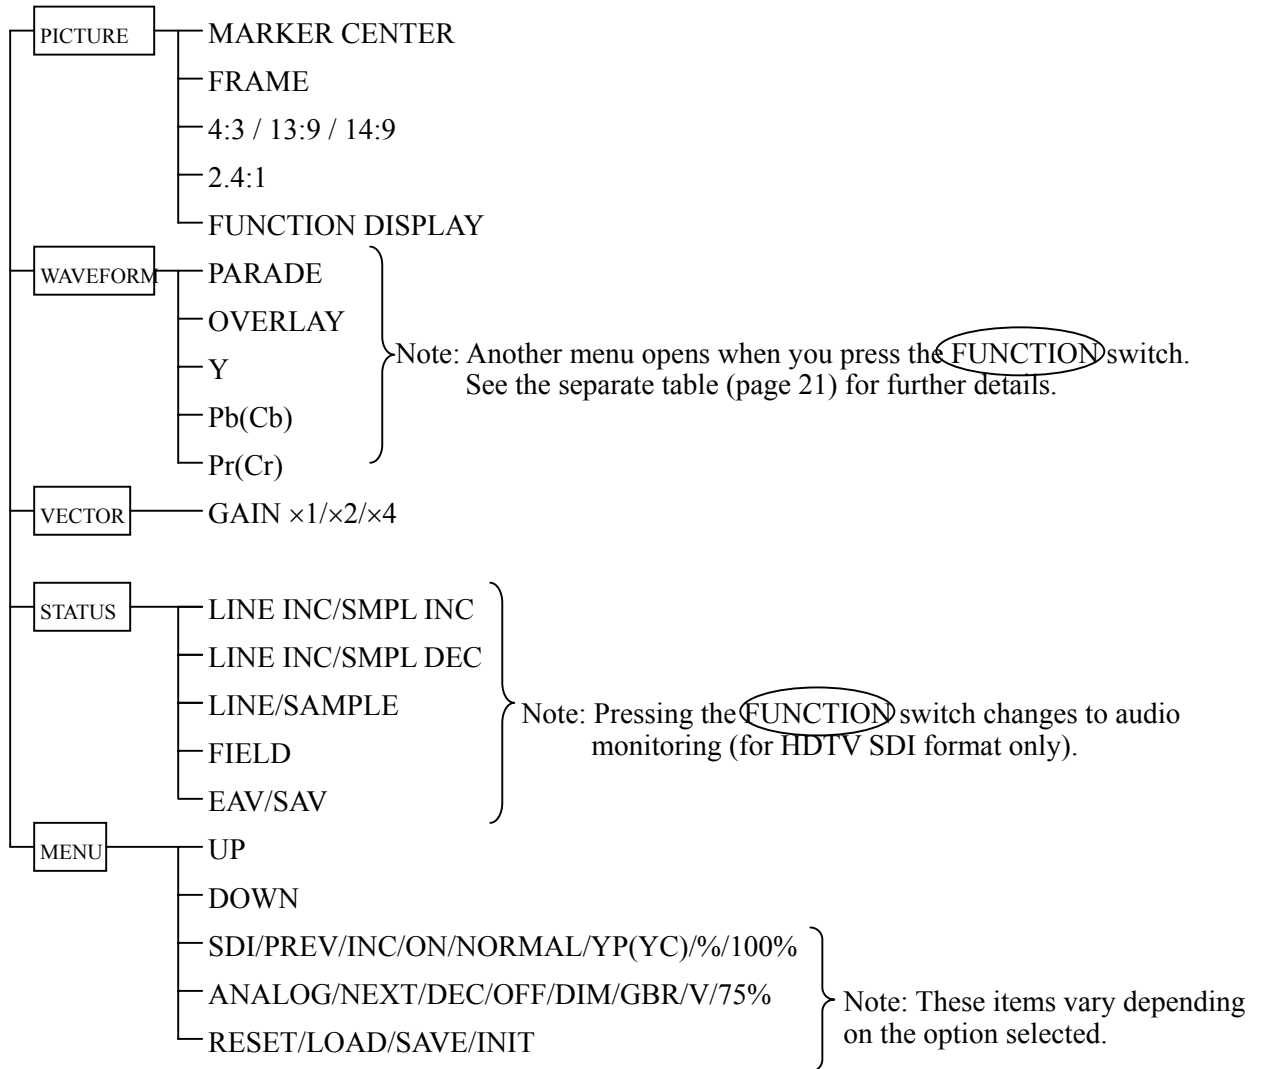 PICTURE
MARKER CENTER
FRAME
4:3 / 13:9 / 14:9
2.4:1
FUNCTION DISPLAY
WAVEFORM
PARADE
OVERLAY
Y
Pb(Cb)
Pr(Cr)
Note: Another menu opens when you press the FUNCTION switch.
See the separate table (page 21) for further details.
VECTOR
GAIN ×1/×2/×4
STATUS
LINE INC/SMPL INC
LINE INC/SMPL DEC
LINE/SAMPLE
FIELD
EAV/SAV
Note: Pressing the FUNCTION switch changes to audio
monitoring (for HDTV SDI format only).
MENU
UP
DOWN
SDI/PREV/INC/ON/NORMAL/YP(YC)/%/100%
ANALOG/NEXT/DEC/OFF/DIM/GBR/V/75%
RESET/LOAD/SAVE/INIT
Note: These items vary depending
on the option selected.